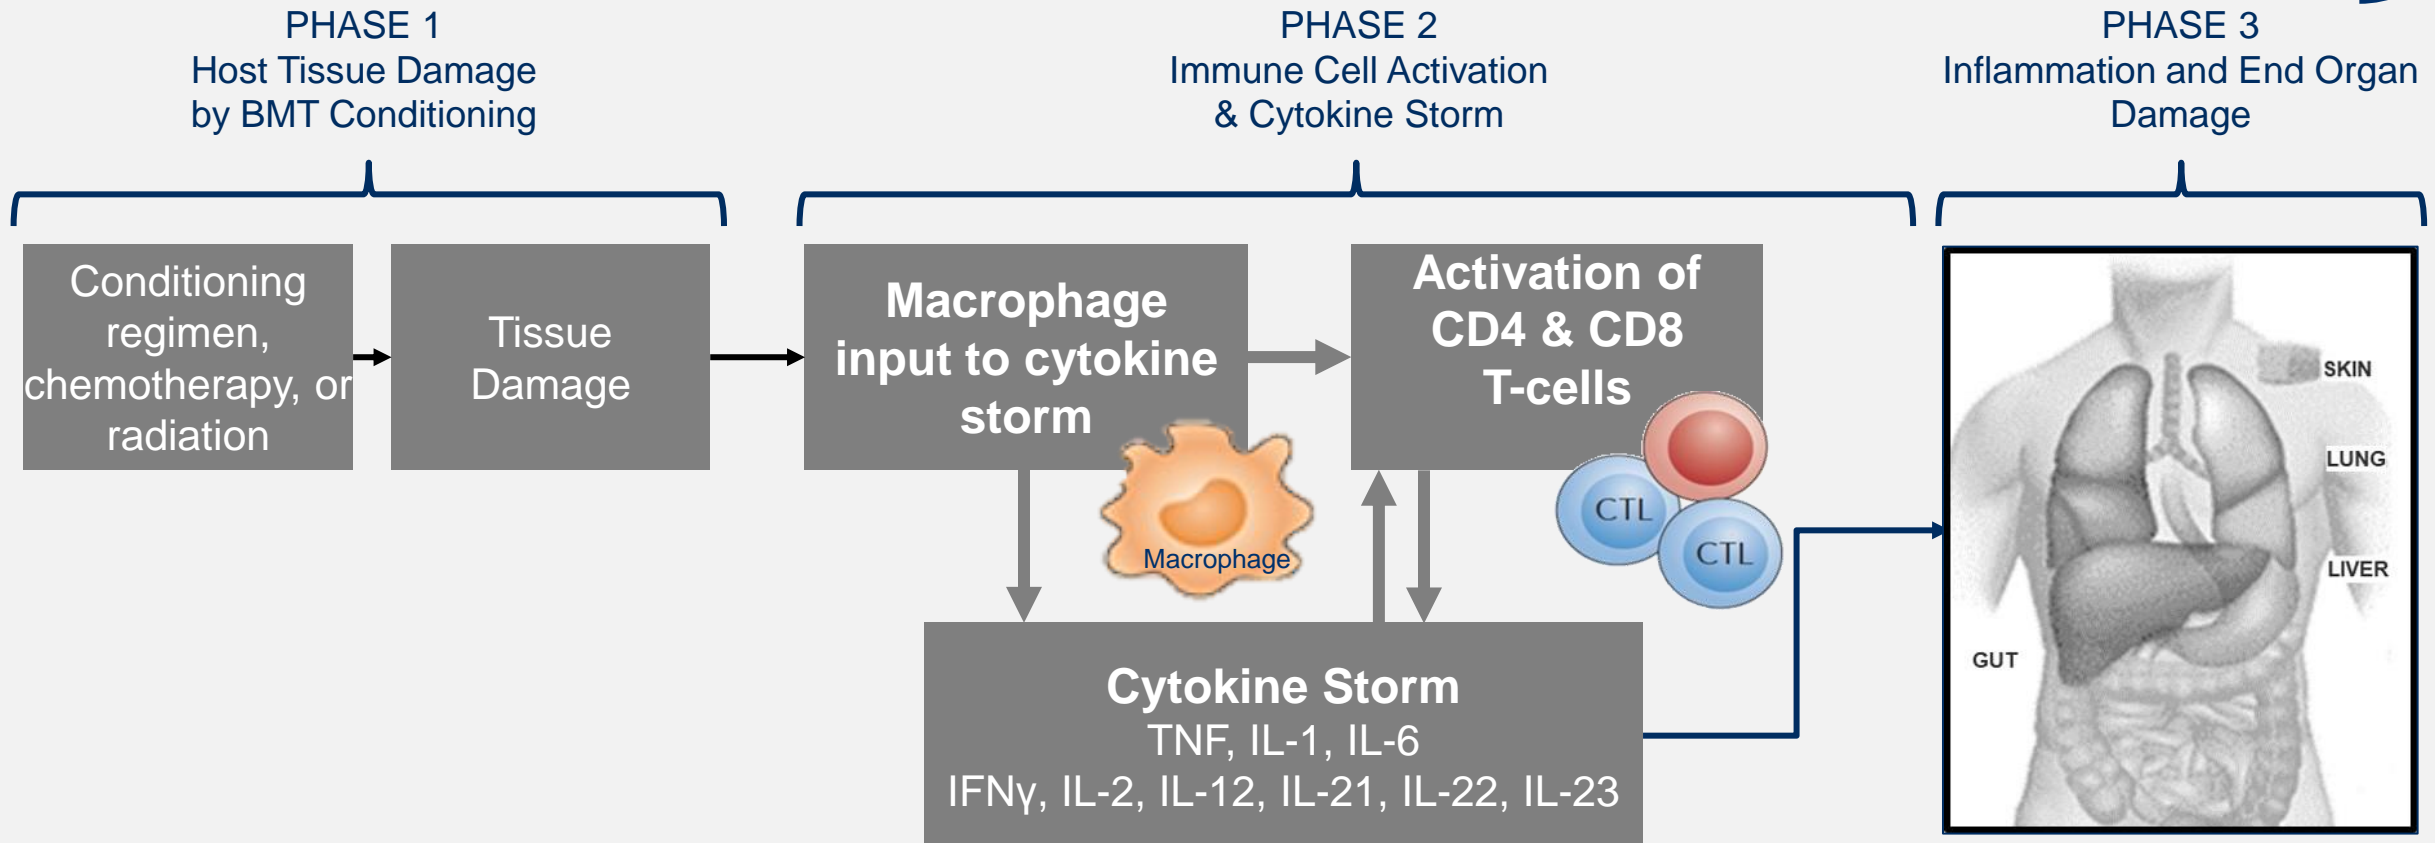 PHASE 1
Host Tissue Damage
by BMT Conditioning
PHASE 2
Immune Cell Activation
& Cytokine Storm
PHASE 3
Inflammation and End Organ
Damage
Conditioning
regimen,
chemotherapy, or
radiation
Tissue
Damage
Macrophage
input to cytokine
storm
Macrophage
Activation of
CD4 & CD8
T-cells
CTL
CTL
Cytokine Storm
TNF, IL-1, IL-6
IFNγ, IL-2, IL-12, IL-21, IL-22, IL-23
SKIN
LUNG
LIVER
GUT